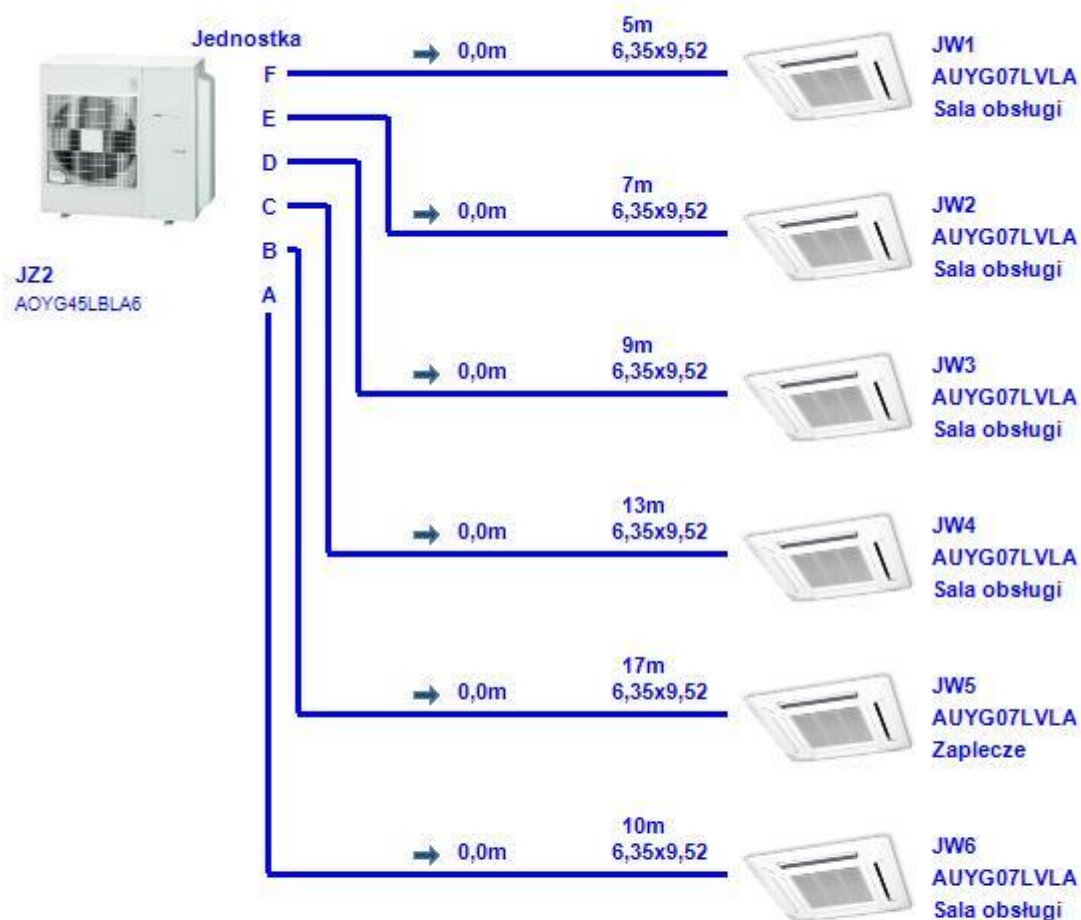 Jednostka
JZ2
AOYG45LBLA6
F
0,0m
5m
6,35x9,52
JW1
AUYG07LVLA
Sala obsługi
E
0,0m
7m
6,35x9,52
JW2
AUYG07LVLA
Sala obsługi
D
0,0m
9m
6,35x9,52
JW3
AUYG07LVLA
Sala obsługi
C
0,0m
13m
6,35x9,52
JW4
AUYG07LVLA
Sala obsługi
B
0,0m
17m
6,35x9,52
JW5
AUYG07LVLA
Zaplecze
A
0,0m
10m
6,35x9,52
JW6
AUYG07LVLA
Sala obsługi